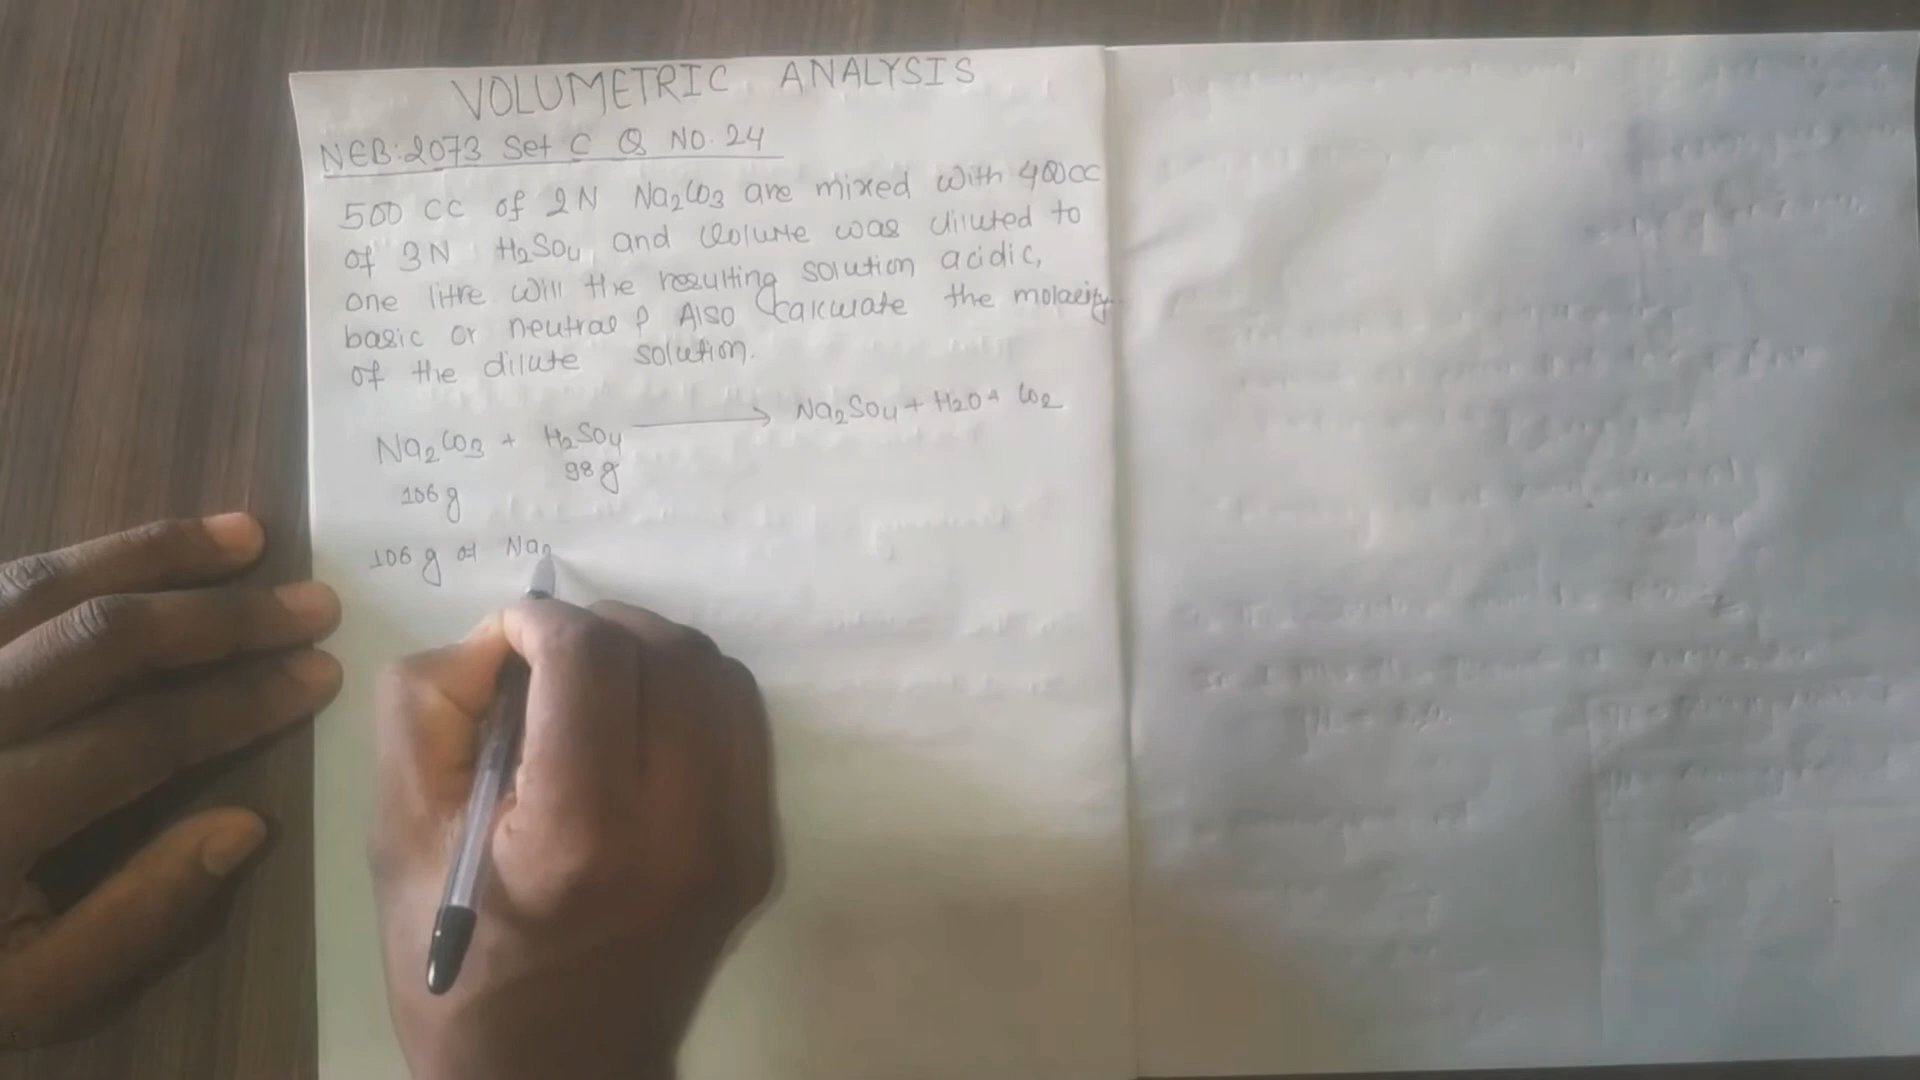 VOLUMETRIC ANALYSIS
NEB:2073 Set C Q NO. 24
500 cc of 2N Na2CO3 are mixed with 400cc
of 3N H2SO4 and volume was diluted to
one litre will the resulting solution acidic,
basic or neutral? Also calculate the molarity
of the dilute solution.
Na2CO3 + H2SO4 ⟶ Na2SO4 + H2O + CO2
106 g 98 g
106 g of Na2